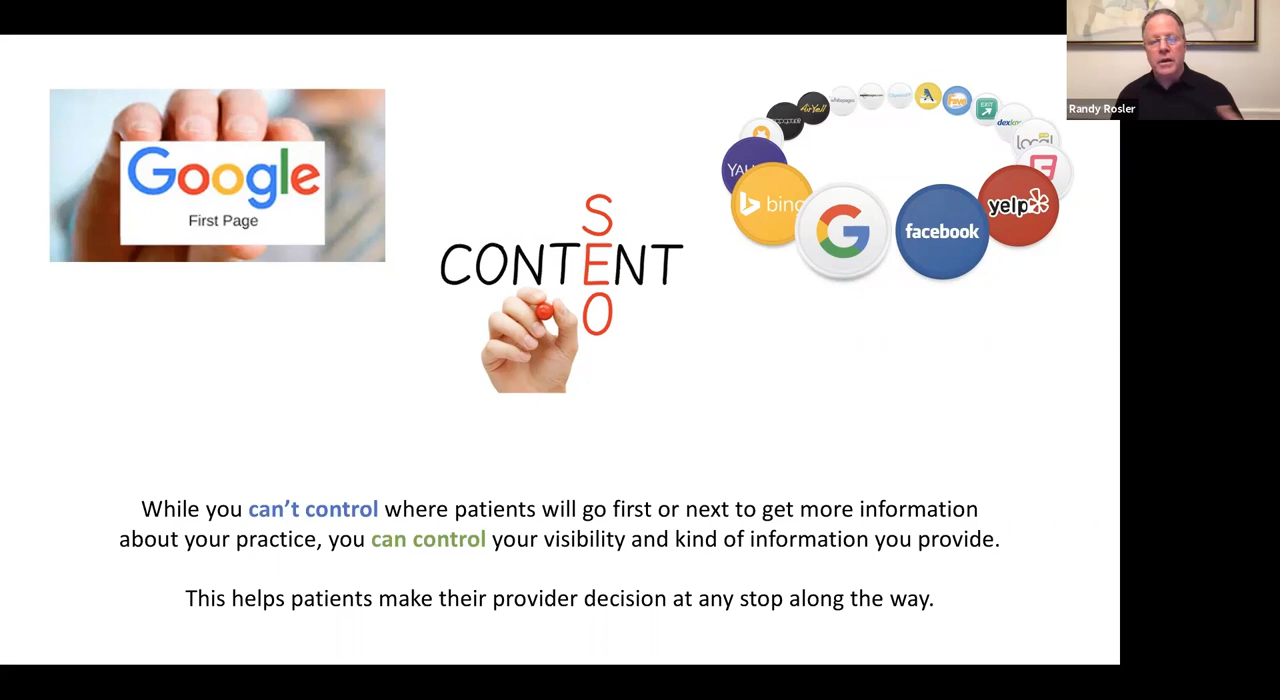 Randy Rosler
Google
First Page
S
CONTENT
O
YAH
bing
G
facebook
yelp
local
While you can’t control where patients will go first or next to get more information
about your practice, you can control your visibility and kind of information you provide.
This helps patients make their provider decision at any stop along the way.